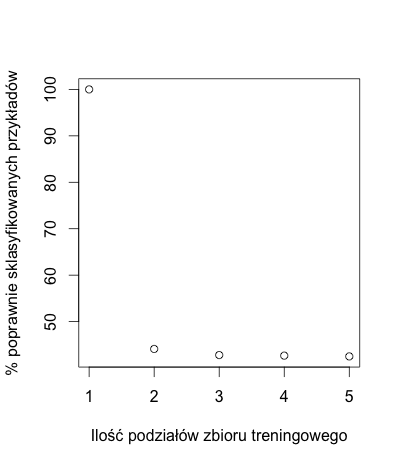 % poprawnie sklasyfikowanych przykładów
100
90
80
70
60
50
1 2 3 4 5
Ilość podziałów zbioru treningowego